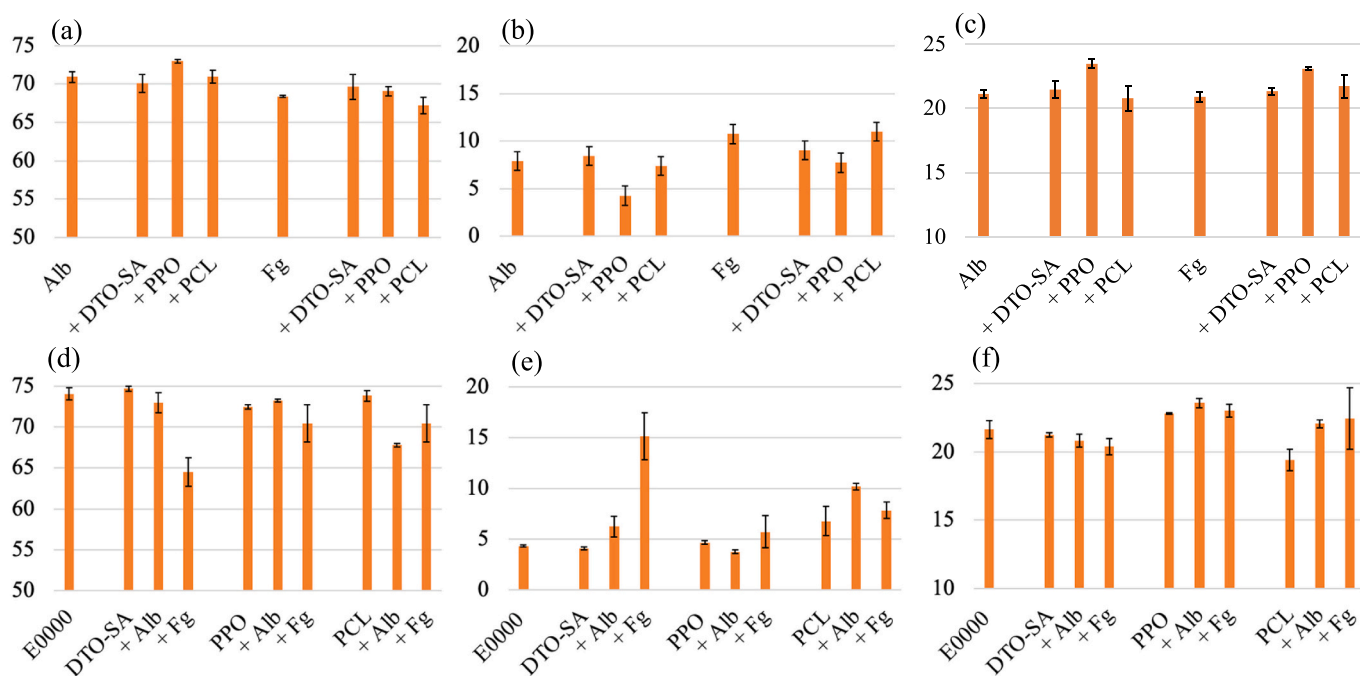 (a)
75
70
65
60
55
50
Alb
+ DTO-SA
+ PPO
+ PCL
Fg
+ DTO-SA
+ PPO
+ PCL
(b)
20
15
10
5
0
Alb
+ DTO-SA
+ PPO
+ PCL
Fg
+ DTO-SA
+ PPO
+ PCL
(c)
25
20
15
10
Alb
+ DTO-SA
+ PPO
+ PCL
Fg
+ DTO-SA
+ PPO
+ PCL
(d)
75
70
65
60
55
50
E0000
DTO-SA
+ Alb
+ Fg
PPO
+ Alb
+ Fg
PCL
+ Alb
+ Fg
(e)
20
15
10
5
0
E0000
DTO-SA
+ Alb
+ Fg
PPO
+ Alb
+ Fg
PCL
+ Alb
+ Fg
(f)
25
20
15
10
E0000
DTO-SA
+ Alb
+ Fg
PPO
+ Alb
+ Fg
PCL
+ Alb
+ Fg